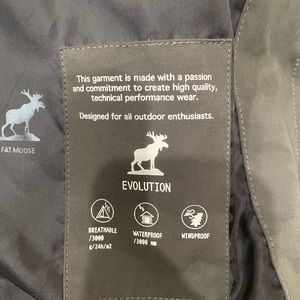 This garment is made with a passion
and commitment to create high quality,
technical performance wear.
Designed for all outdoor enthusiasts.
FAT MOOSE
EVOLUTION
BREATHABLE
/3000
g/24h/m2
WATERPROOF
/3000 mm
WINDPROOF